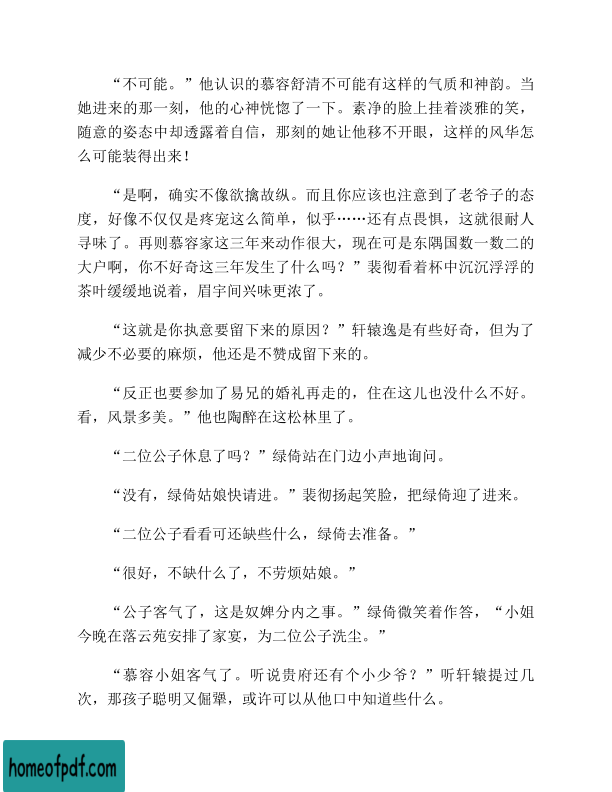 “不可能。”他认识的慕容舒清不可能有这样的气质和神韵。当
她进来的那一刻，他的心神恍惚了一下。素净的脸上挂着淡雅的笑，
随意的姿态中却透露着自信，那刻的她让他移不开眼，这样的风华怎
么可能装得出来！
“是啊，确实不像欲擒故纵。而且你应该也注意到了老爷子的态
度，好像不仅仅是疼宠这么简单，似乎……还有点畏惧，这就很耐人
寻味了。再则慕容家这三年来动作很大，现在可是东隅国数一数二的
大户啊，你不好奇这三年发生了什么吗？”裴彻看着杯中沉沉浮浮的
茶叶缓缓地说着，眉宇间兴味更浓了。
“这就是你执意要留下来的原因？”轩辕逸是有些好奇，但为了
减少不必要的麻烦，他还是不赞成留下来的。
“反正也要参加了易兄的婚礼再走的，住在这儿也没什么不好。
看，风景多美。”他也陶醉在这松林里了。
“二位公子休息了吗？”绿倚站在门边小声地询问。
“没有，绿倚姑娘快请进。”裴彻扬起笑脸，把绿倚迎了进来。
“二位公子看看可还缺些什么，绿倚去准备。”
“很好，不缺什么了，不劳烦姑娘。”
“公子客气了，这是奴婢分内之事。”绿倚微笑着作答，“小姐
今晚在落云苑安排了家宴，为二位公子洗尘。”
“慕容小姐客气了。听说贵府还有个小少爷？”听轩辕提过几
次，那孩子聪明又倔犟，或许可以从他口中知道些什么。
homeofpdf.com